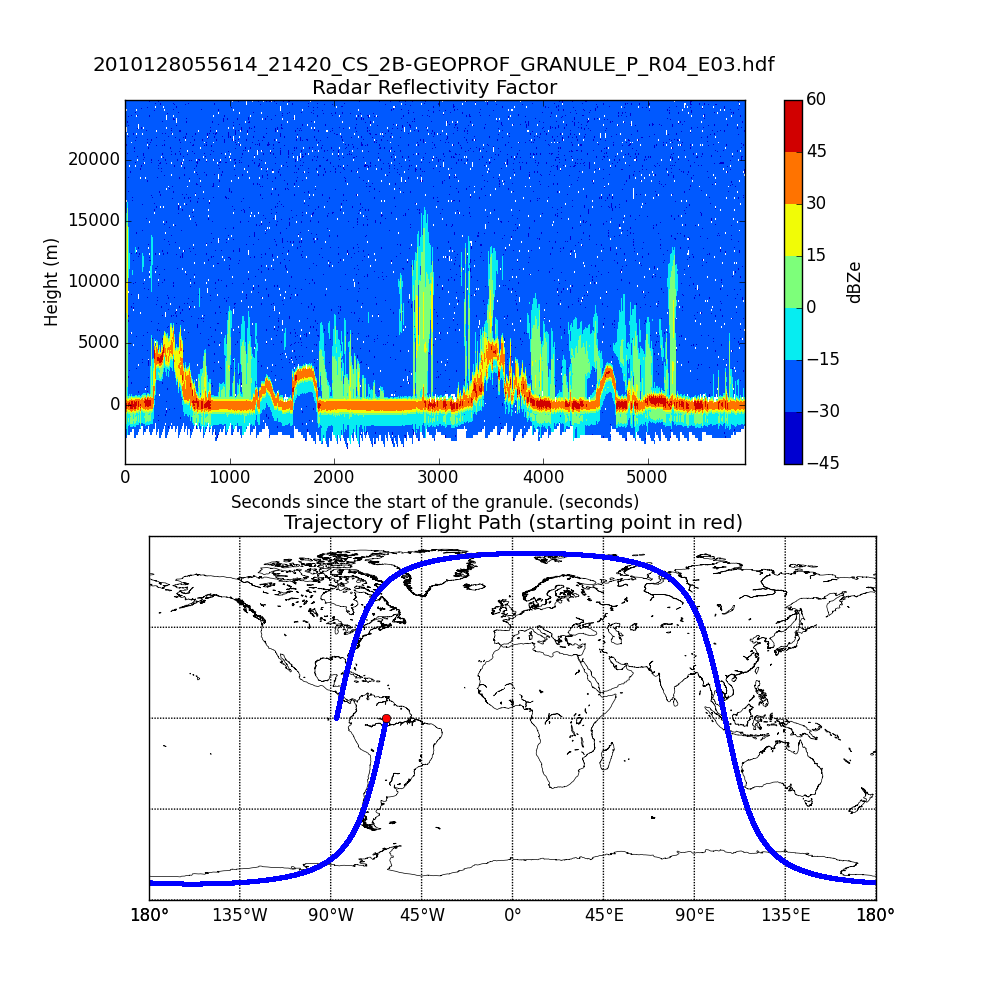 2010128055614_21420_CS_2B-GEOPROF_GRANULE_P_R04_E03.hdf
Radar Reflectivity Factor
20000
15000
10000
5000
0
Height (m)
0 1000 2000 3000 4000 5000
Seconds since the start of the granule. (seconds)
60
45
30
15
0
−15
−30
−45
dBZe
Trajectory of Flight Path (starting point in red)
180° 135°W 90°W 45°W 0° 45°E 90°E 135°E 180°